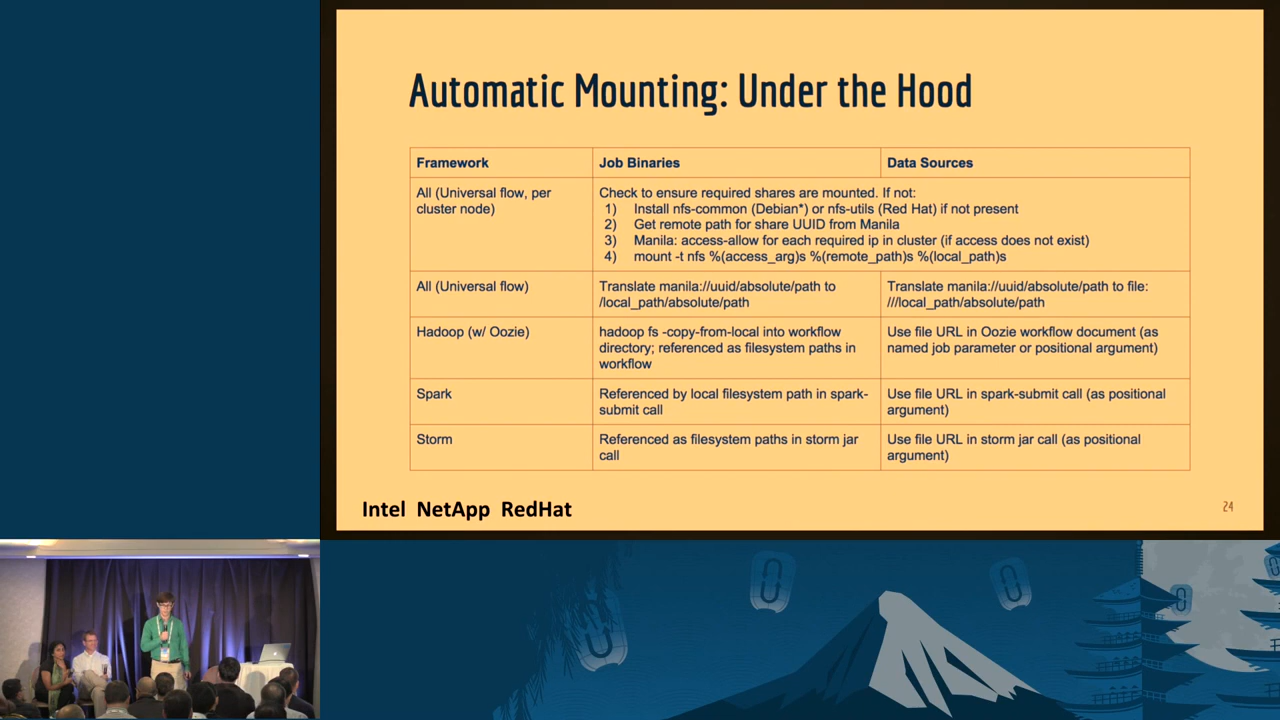 Automatic Mounting: Under the Hood
Framework
Job Binaries
Data Sources
All (Universal flow, per
cluster node)
Check to ensure required shares are mounted. If not:
1) Install nfs-common (Debian*) or nfs-utils (Red Hat) if not present
2) Get remote path for share UUID from Manila
3) Manila: access-allow for each required ip in cluster (if access does not exist)
4) mount -t nfs %(access_arg)s %(remote_path)s %(local_path)s
All (Universal flow)
Translate manila://uuid/absolute/path to
/local_path/absolute/path
Translate manila://uuid/absolute/path to file:
///local_path/absolute/path
Hadoop (w/ Oozie)
hadoop fs -copy-from-local into workflow
directory; referenced as filesystem paths in
workflow
Use file URL in Oozie workflow document (as
named job parameter or positional argument)
Spark
Referenced by local filesystem path in spark-
submit call
Use file URL in spark-submit call (as positional
argument)
Storm
Referenced as filesystem paths in storm jar
call
Use file URL in storm jar call (as positional
argument)
Intel NetApp RedHat
24